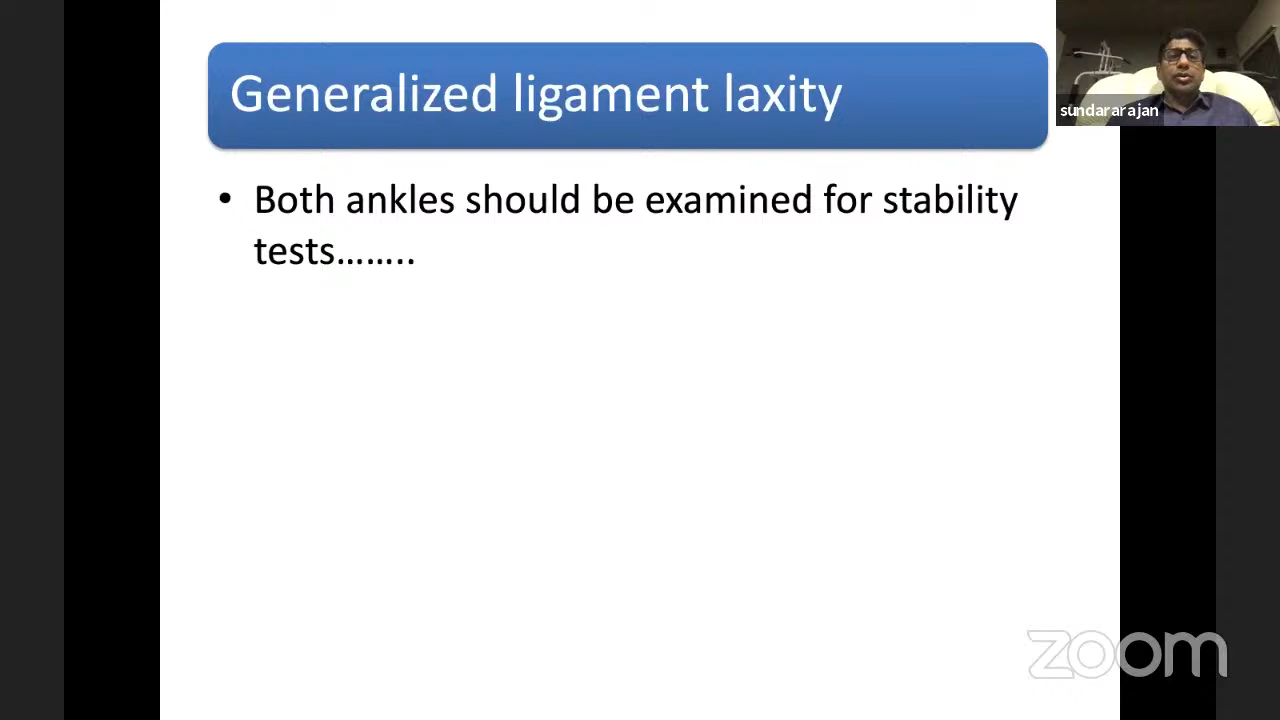 Generalized ligament laxity
sundararajan
• Both ankles should be examined for stability
tests……..
zoom